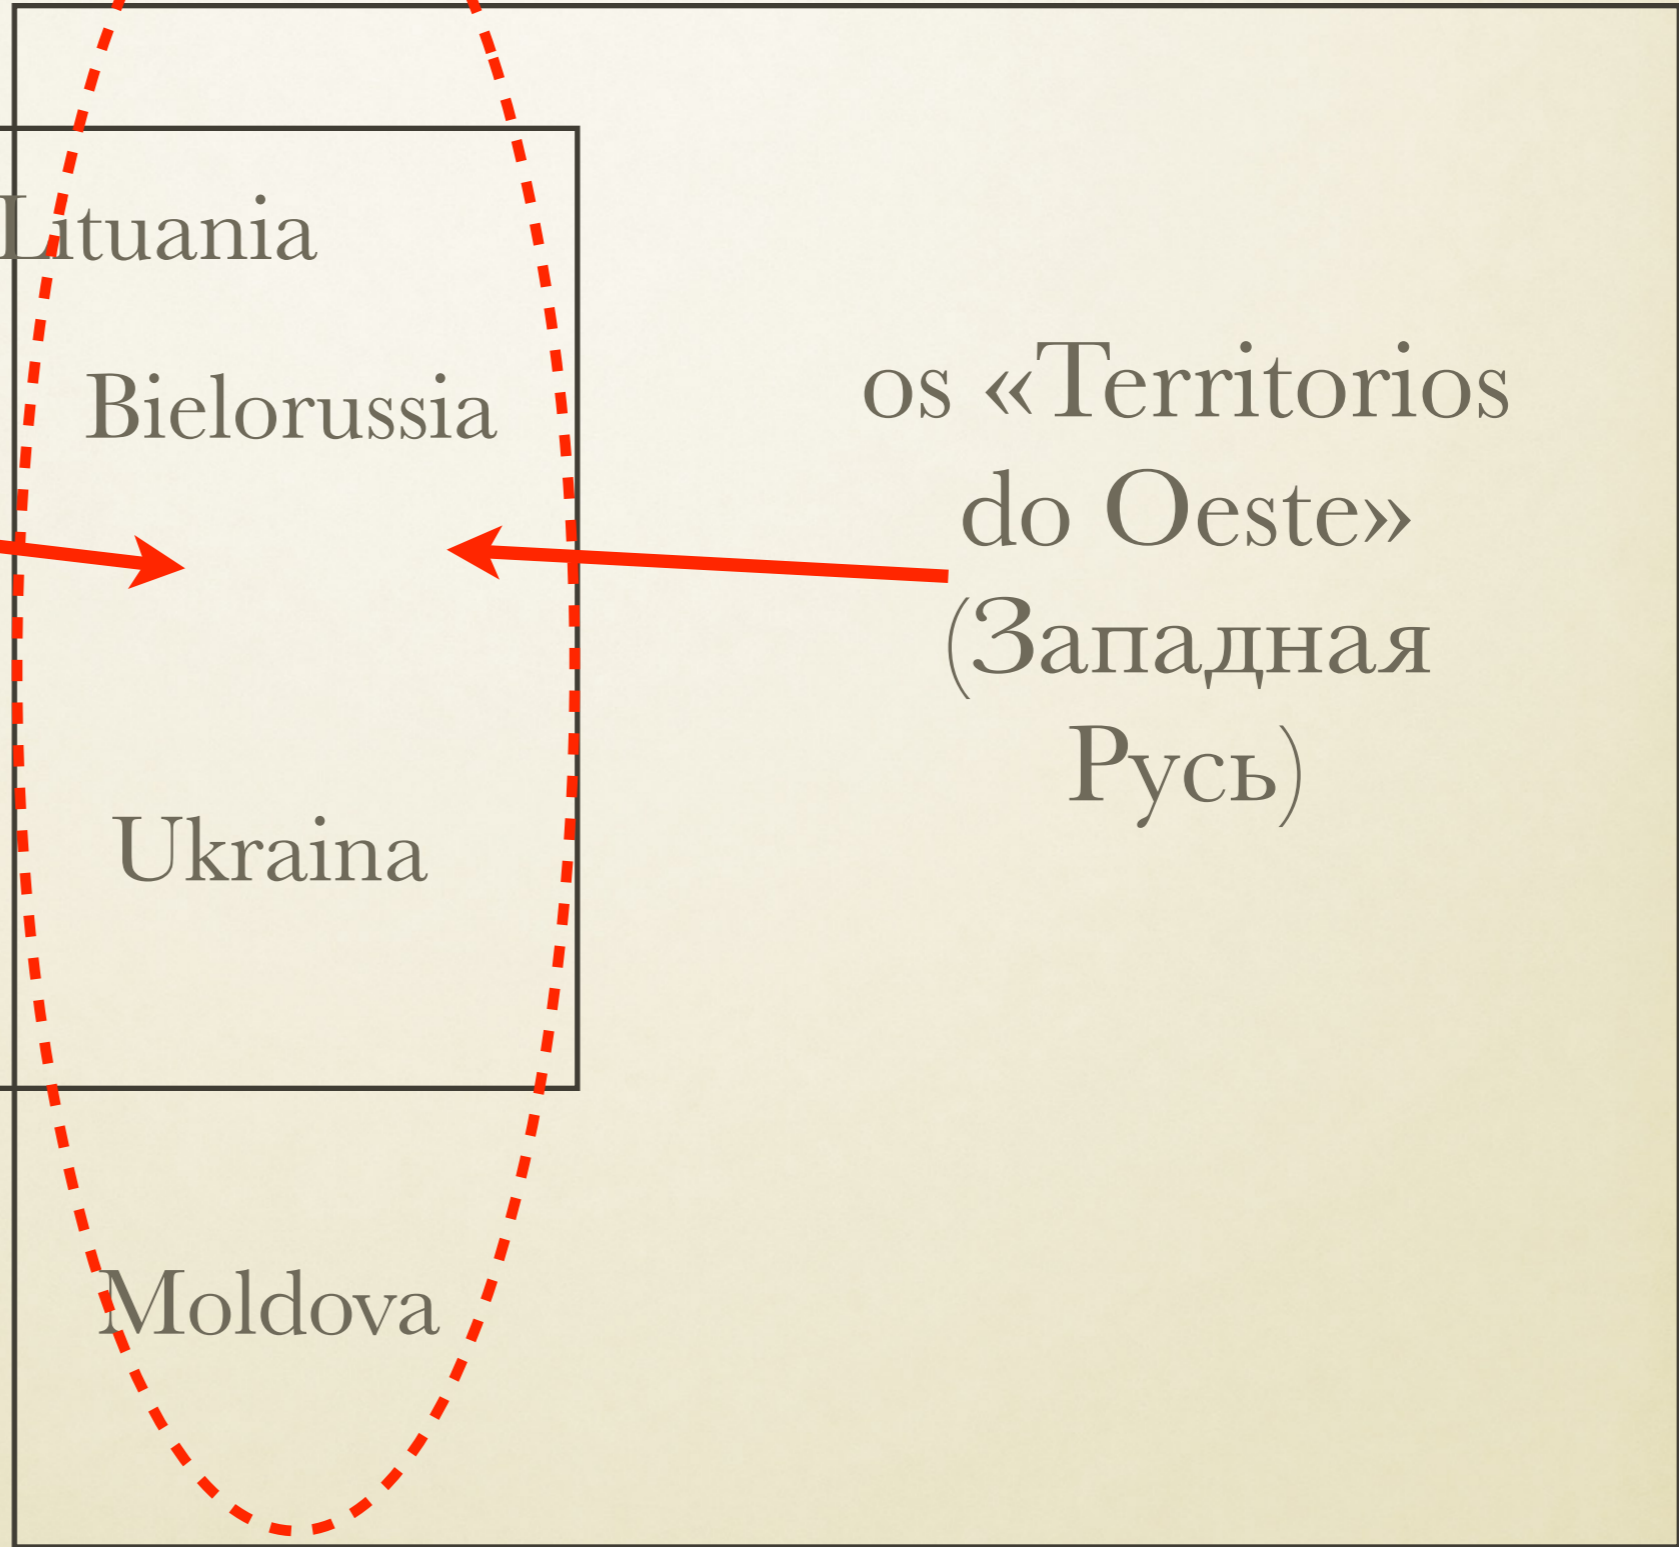 Lituania
Bielorussia
Ukraina
Moldova
os «Territorios
do Oeste»
(Западная
Русь)